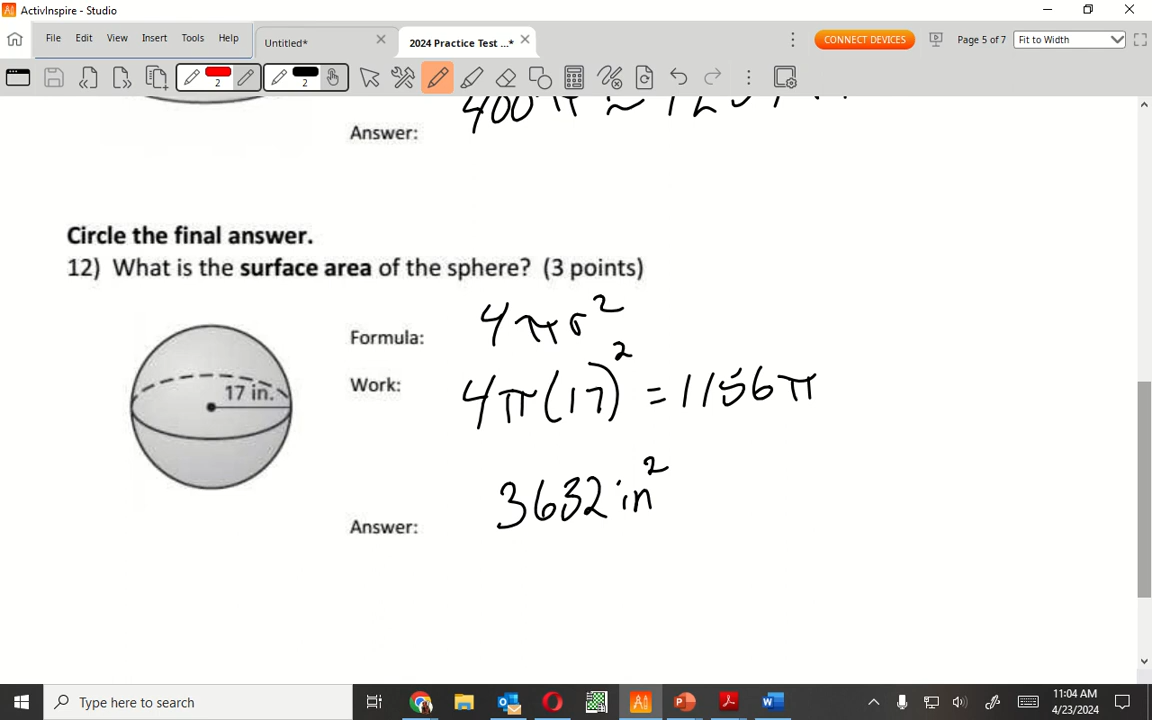 ActivInspire - Studio
File Edit View Insert Tools Help
Untitled*
2024 Practice Test ...*
CONNECT DEVICES
Page 5 of 7
Fit to Width
2
2
400π ≈
Answer:
Circle the final answer.
12) What is the surface area of the sphere? (3 points)
Formula: 4πr²
17 in.
Work: 4π(17)² = 1156π
3632 in²
Answer:
Type here to search
11:04 AM
4/23/2024